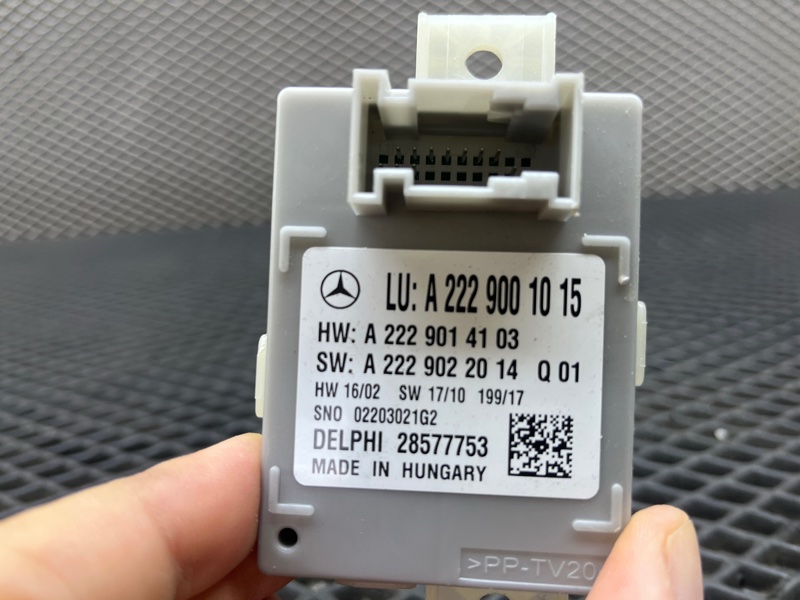 LU: A 222 900 10 15
HW: A 222 901 41 03
SW: A 222 902 20 14 Q 01
HW 16/02 SW 17/10 199/17
SNO 02203021G2
DELPHI 28577753
MADE IN HUNGARY
>PP-TV20